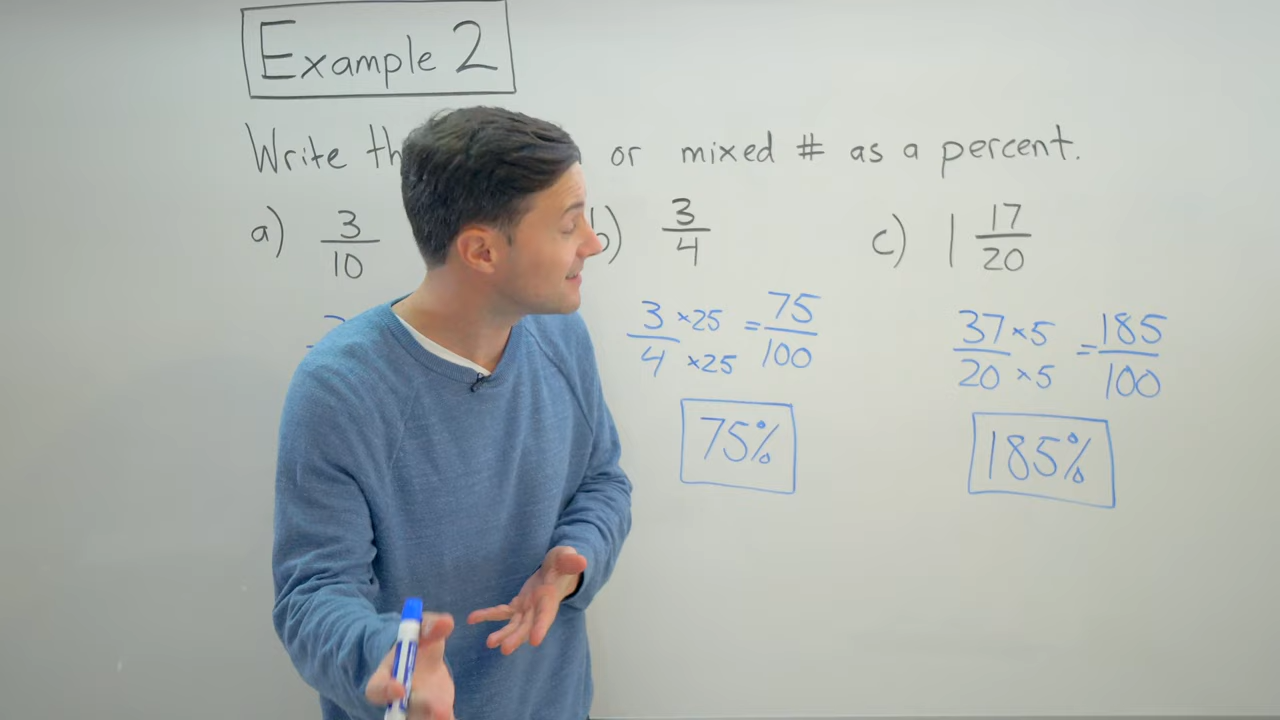 Example 2
Write or mixed # as a percent.
a) 3/10
b) 3/4
c) 1 17/20
3 ×25 / 4 ×25 = 75/100
75%
37 ×5 / 20 ×5 = 185/100
185%